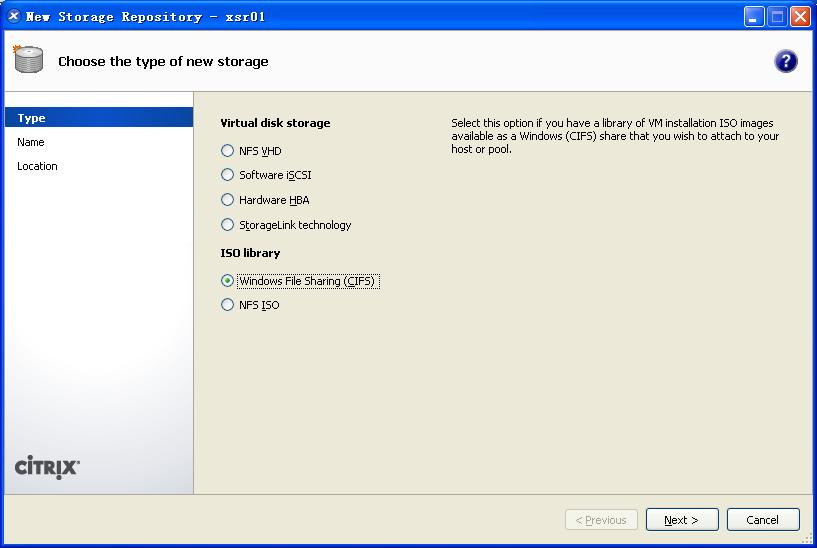 New Storage Repository - xsr01
Choose the type of new storage
?
Type
Name
Location
Virtual disk storage
NFS VHD
Software iSCSI
Hardware HBA
StorageLink technology
ISO library
Windows File Sharing (CIFS)
NFS ISO
Select this option if you have a library of VM installation ISO images
available as a Windows (CIFS) share that you wish to attach to your
host or pool.
CITRIX
< Previous
Next >
Cancel